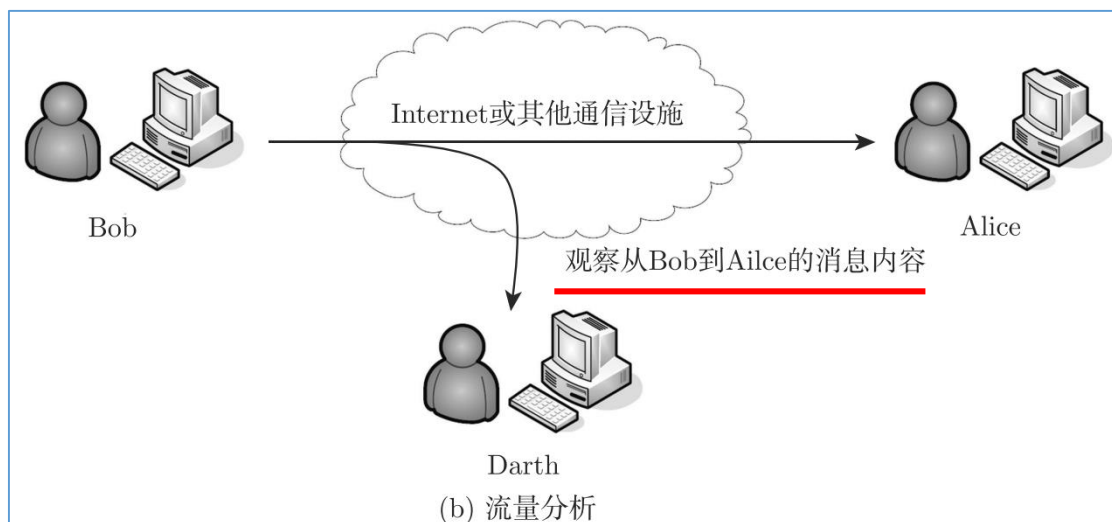 Internet或其他通信设施
Bob
Alice
观察从Bob到Ailce的消息内容
Darth
(b) 流量分析